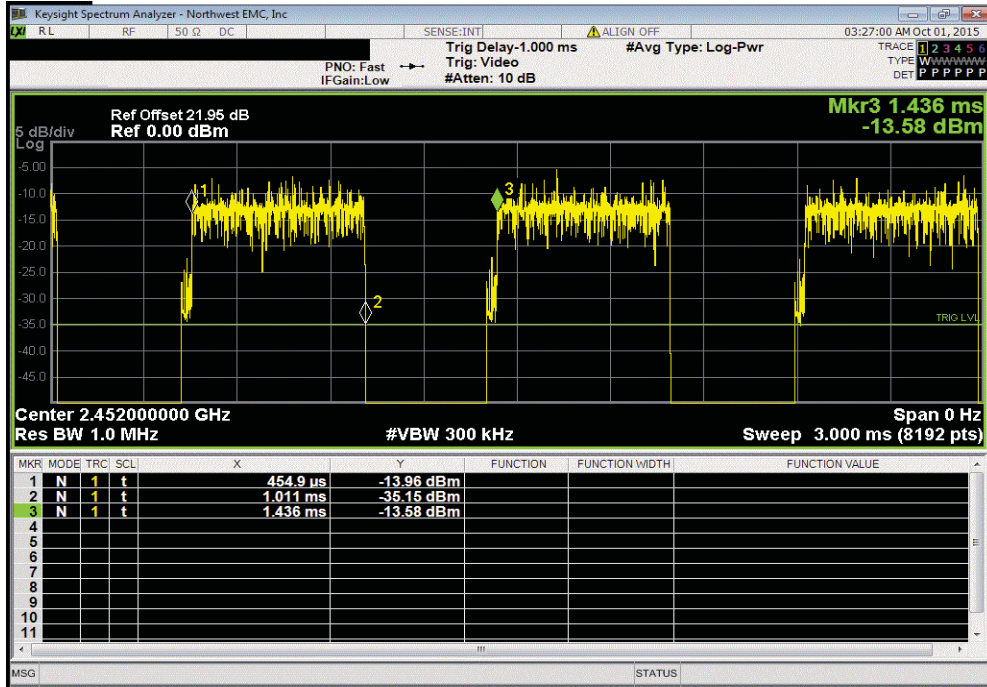 Keysight Spectrum Analyzer - Northwest EMC, Inc
LXI RL RF 50 Ω DC SENSE:INT ALIGN OFF 03:27:00 AM Oct 01, 2015
Trig Delay-1.000 ms #Avg Type: Log-Pwr TRACE 1 2 3 4 5 6
PNO: Fast Trig: Video TYPE WWWWWW
IFGain:Low #Atten: 10 dB DET P P P P P P
Mkr3 1.436 ms
-13.58 dBm
Ref Offset 21.95 dB
5 dB/div Ref 0.00 dBm
Log
-5.00
-10.0
-15.0
-20.0
-25.0
-30.0
-35.0
-40.0
-45.0
1
2
3
TRIG LVL
Center 2.452000000 GHz Span 0 Hz
Res BW 1.0 MHz #VBW 300 kHz Sweep 3.000 ms (8192 pts)
MKR MODE TRC SCL X Y FUNCTION FUNCTION WIDTH FUNCTION VALUE
1 N 1 t 454.9 µs -13.96 dBm
2 N 1 t 1.011 ms -35.15 dBm
3 N 1 t 1.436 ms -13.58 dBm
4
5
6
7
8
9
10
11
MSG STATUS